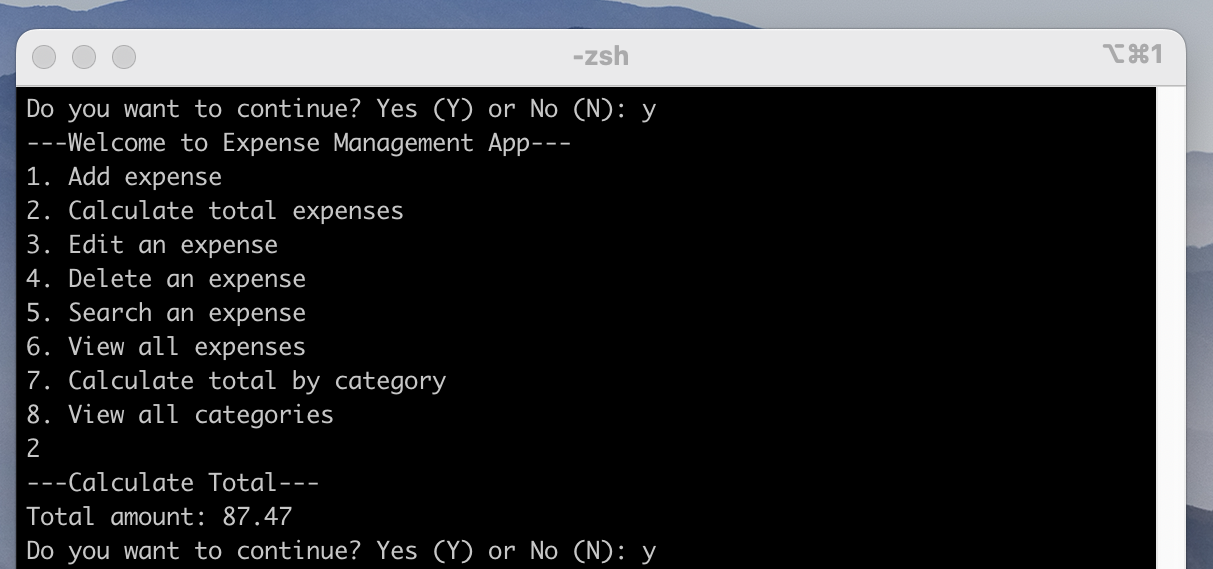 -zsh
⌥⌘1
Do you want to continue? Yes (Y) or No (N): y
---Welcome to Expense Management App---
1. Add expense
2. Calculate total expenses
3. Edit an expense
4. Delete an expense
5. Search an expense
6. View all expenses
7. Calculate total by category
8. View all categories
2
---Calculate Total---
Total amount: 87.47
Do you want to continue? Yes (Y) or No (N): y